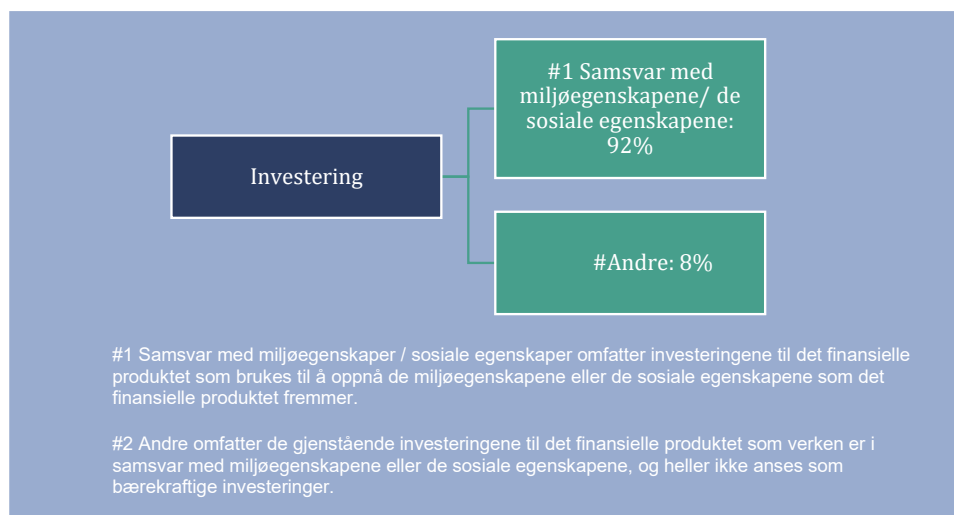 #1 Samsvar med
miljøegenskapene/ de
sosiale egenskapene:
92%
Investering
#Andre: 8%
#1 Samsvar med miljøegenskaper / sosiale egenskaper omfatter investeringene til det finansielle
produktet som brukes til å oppnå de miljøegenskapene eller de sosiale egenskapene som det
finansielle produktet fremmer.
#2 Andre omfatter de gjenstående investeringene til det finansielle produktet som verken er i
samsvar med miljøegenskapene eller de sosiale egenskapene, og heller ikke anses som
bærekraftige investeringer.